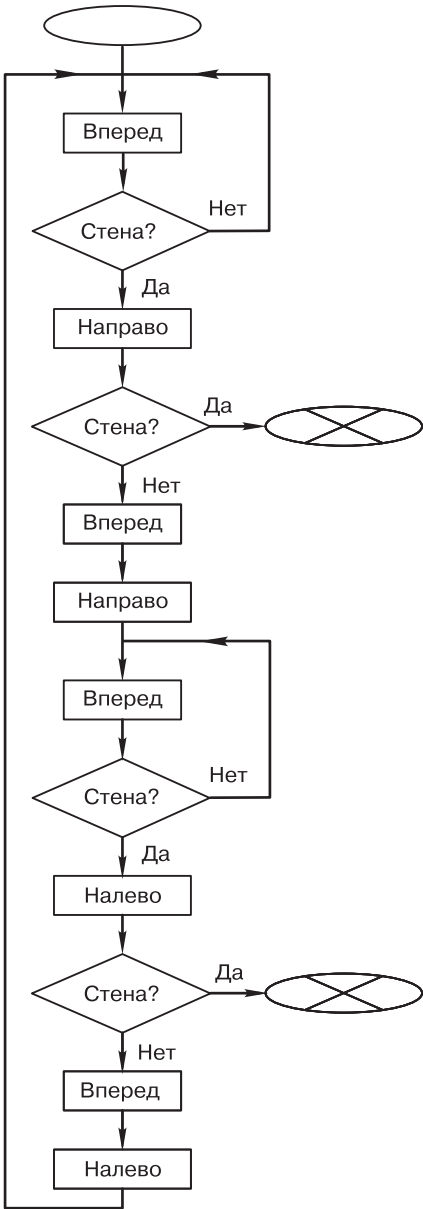 Вперед
Нет
Стена?
Да
Направо
Да
Стена?
Нет
Вперед
Направо
Вперед
Нет
Стена?
Да
Налево
Да
Стена?
Нет
Вперед
Налево